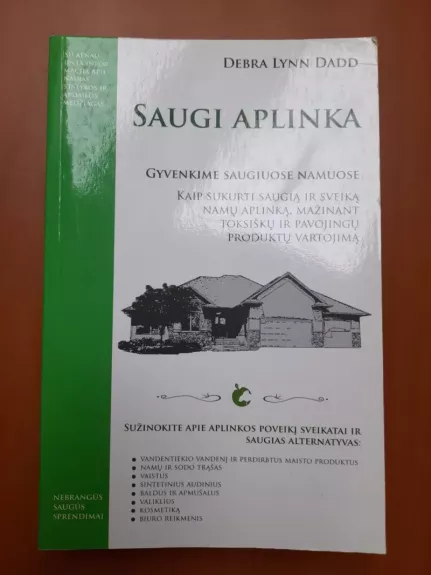 DEBRA LYNN DADD
SAUGI APLINKA
GYVENKIME SAUGIUOSE NAMUOSE
KAIP SUKURTI SAUGIĄ IR SVEIKĄ
NAMŲ APLINKĄ, MAŽINANT
TOKSIŠKŲ IR PAVOJINGŲ
PRODUKTŲ VARTOJIMĄ
SUŽINOKITE APIE APLINKOS POVEIKĮ SVEIKATAI IR
SAUGIAS ALTERNATYVAS:
VANDENTIEKIO VANDENĮ IR PERDIRBTUS MAISTO PRODUKTUS
NAMŲ IR SODO TRĄŠAS
VAISTUS
SINTETINIUS AUDINIUS
BALDUS IR APMUŠALUS
VALIKLIUS
KOSMETIKĄ
BIURO REIKMENIS
NEBRANGŪS
SAUGŪS
SPRENDIMAI